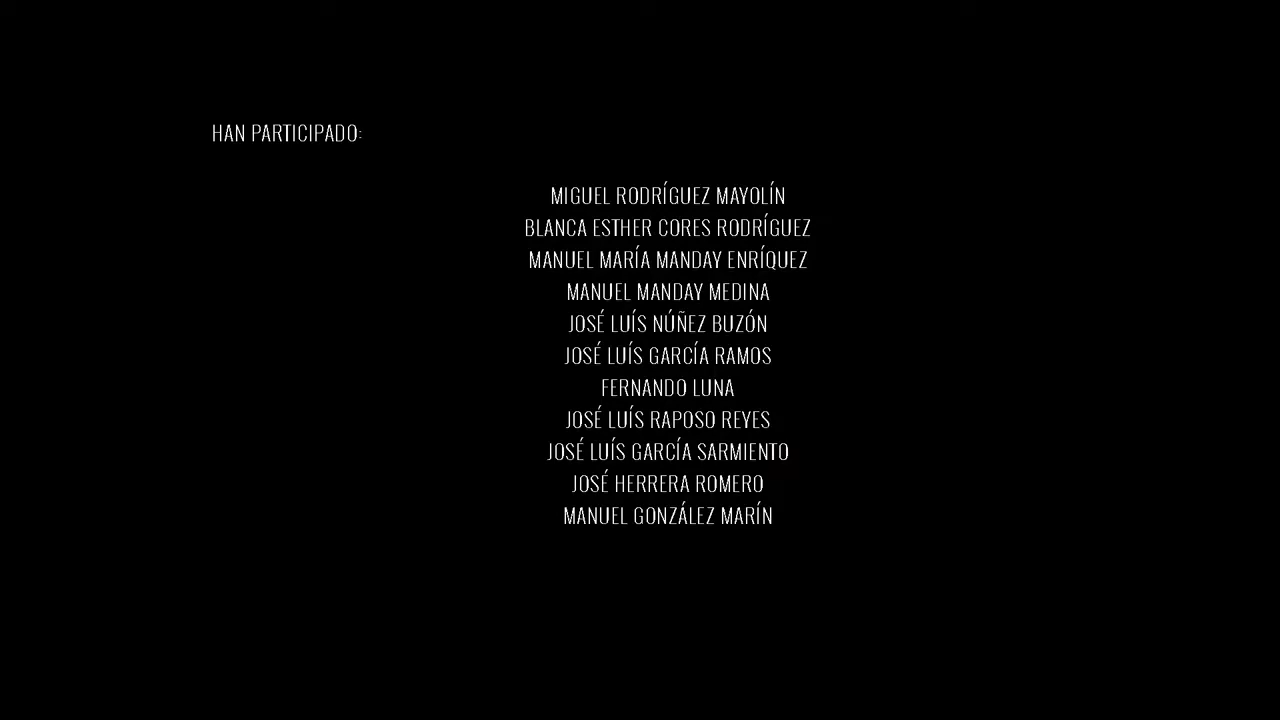 HAN PARTICIPADO:
MIGUEL RODRÍGUEZ MAYOLÍN
BLANCA ESTHER CORES RODRÍGUEZ
MANUEL MARÍA MANDAY ENRÍQUEZ
MANUEL MANDAY MEDINA
JOSÉ LUÍS NÚÑEZ BUZÓN
JOSÉ LUÍS GARCÍA RAMOS
FERNANDO LUNA
JOSÉ LUÍS RAPOSO REYES
JOSÉ LUÍS GARCÍA SARMIENTO
JOSÉ HERRERA ROMERO
MANUEL GONZÁLEZ MARÍN